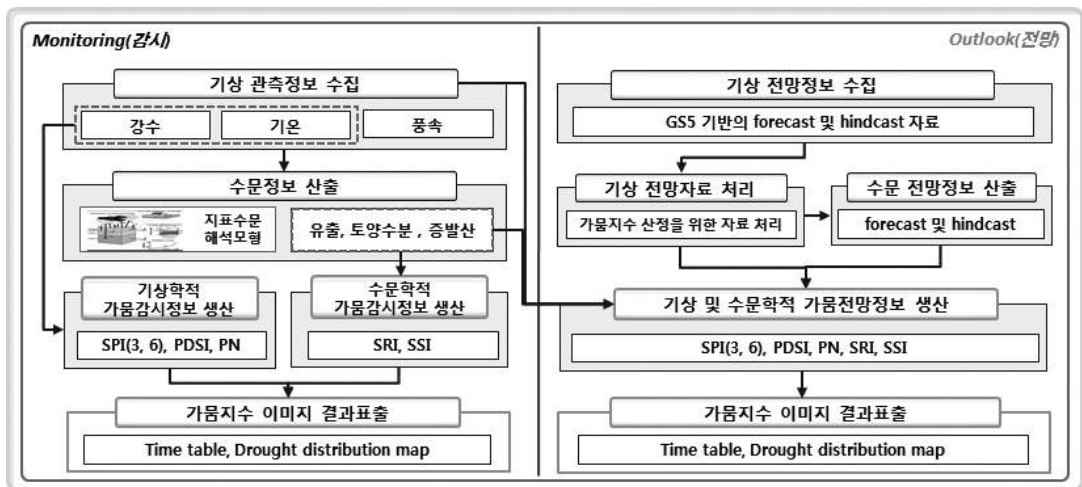 Monitoring(감시)
기상 관측정보 수집
강수
기온
풍속
수문정보 산출
지표수문
해석모형
유출, 토양수분 , 증발산
기상학적
가뭄감시정보 생산
SPI(3, 6), PDSI, PN
수문학적
가뭄감시정보 생산
SRI, SSI
가뭄지수 이미지 결과표출
Time table, Drought distribution map
Outlook(전망)
기상 전망정보 수집
GS5 기반의 forecast 및 hindcast 자료
기상 전망자료 처리
가뭄지수 산정을 위한 자료 처리
수문 전망정보 산출
forecast 및 hindcast
기상 및 수문학적 가뭄전망정보 생산
SPI(3, 6), PDSI, PN, SRI, SSI
가뭄지수 이미지 결과표출
Time table, Drought distribution map